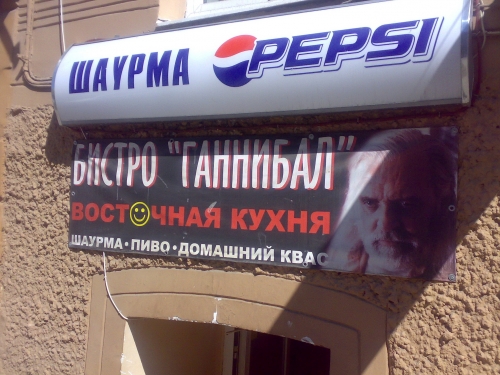 ШАУРМА PEPSI
БИСТРО "ГАННИБАЛ"
ВОСТОЧНАЯ КУХНЯ
ШАУРМА·ПИВО·ДОМАШНИЙ КВАС